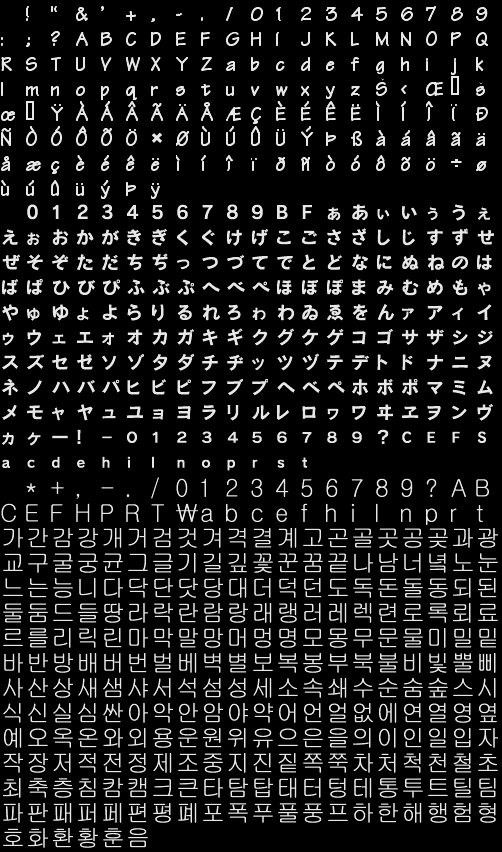 ! “ & ’ + , - . / 0 1 2 3 4 5 6 7 8 9
: ; ? A B C D E F G H I J K L M N O P Q
R S T U V W X Y Z a b c d e f g h i j k
l m n o p q r s t u v w x y z Š ‹ Œ š
œ Ÿ À Á Â Ã Ä Å Æ Ç È É Ê Ë Ì Í Î Ï Ð
Ñ Ò Ó Ô Õ Ö × Ø Ù Ú Û Ü Ý Þ ß à á â ã ä
å æ ç è é ê ë ì í î ï ð ñ ò ó ô õ ö ÷ ø
ù ú û ü ý þ ÿ
0 1 2 3 4 5 6 7 8 9 B F ぁ あ ぃ い ぅ う ぇ
え ぉ お か が き ぎ く ぐ け げ こ ご さ ざ し じ す ず せ
ぜ そ ぞ た だ ち ぢ っ つ づ て で と ど な に ぬ ね の は
ば ぱ ひ び ぴ ふ ぶ ぷ へ べ ぺ ほ ぼ ぽ ま み む め も ゃ
や ゅ ゆ ょ よ ら り る れ ろ ゎ わ ゐ ゑ を ん ァ ア ィ イ
ゥ ウ ェ エ ォ オ カ ガ キ ギ ク グ ケ ゲ コ ゴ サ ザ シ ジ
ス ズ セ ゼ ソ ゾ タ ダ チ ヂ ッ ツ ヅ テ デ ト ド ナ ニ ヌ
ネ ノ ハ バ パ ヒ ビ ピ フ ブ プ ヘ ベ ペ ホ ボ ポ マ ミ ム
メ モ ャ ヤ ュ ユ ョ ヨ ラ リ ル レ ロ ヮ ワ ヰ ヱ ヲ ン ヴ
ヵ ヶ ー ! - 0 1 2 3 4 5 6 7 8 9 ? C E F S
a c d e h i l n o p r s t
* + , - . / 0 1 2 3 4 5 6 7 8 9 ? A B
C E F H P R T ₩ a b c e f h i l n p r t
가 간 감 강 개 거 검 것 겨 격 결 계 고 곤 골 곳 공 곷 과 광
교 구 굴 궁 균 그 글 기 길 깊 꽃 꾼 꿈 끝 나 남 너 녘 노 눈
느 는 능 니 다 닥 단 닷 당 대 더 덕 던 도 독 돈 돌 동 되 된
둘 둠 드 들 땅 라 락 란 람 랑 래 랭 러 레 렉 련 로 록 뢰 료
르 를 리 릭 린 마 막 말 망 머 멍 명 모 몽 무 문 물 미 밀 밑
바 반 방 배 버 번 벌 베 벽 별 보 복 봉 부 북 불 비 빛 뿔 삐
사 산 상 새 샘 샤 서 석 섬 성 세 소 속 쇄 수 순 숨 숲 스 시
식 신 실 심 싼 아 악 안 암 야 약 어 언 얼 없 에 연 열 영 옆
예 오 옥 온 와 외 용 운 원 위 유 으 은 을 의 이 인 일 입 자
작 장 저 적 전 정 제 조 중 지 진 짙 쪽 쪽 차 처 척 천 철 초
최 축 층 침 캄 캠 크 큰 타 탐 탑 태 터 텅 테 통 투 트 틸 팀
파 판 패 퍼 페 편 평 폐 포 폭 푸 풀 풍 프 하 한 해 행 험 형
호 화 환 황 훈 음